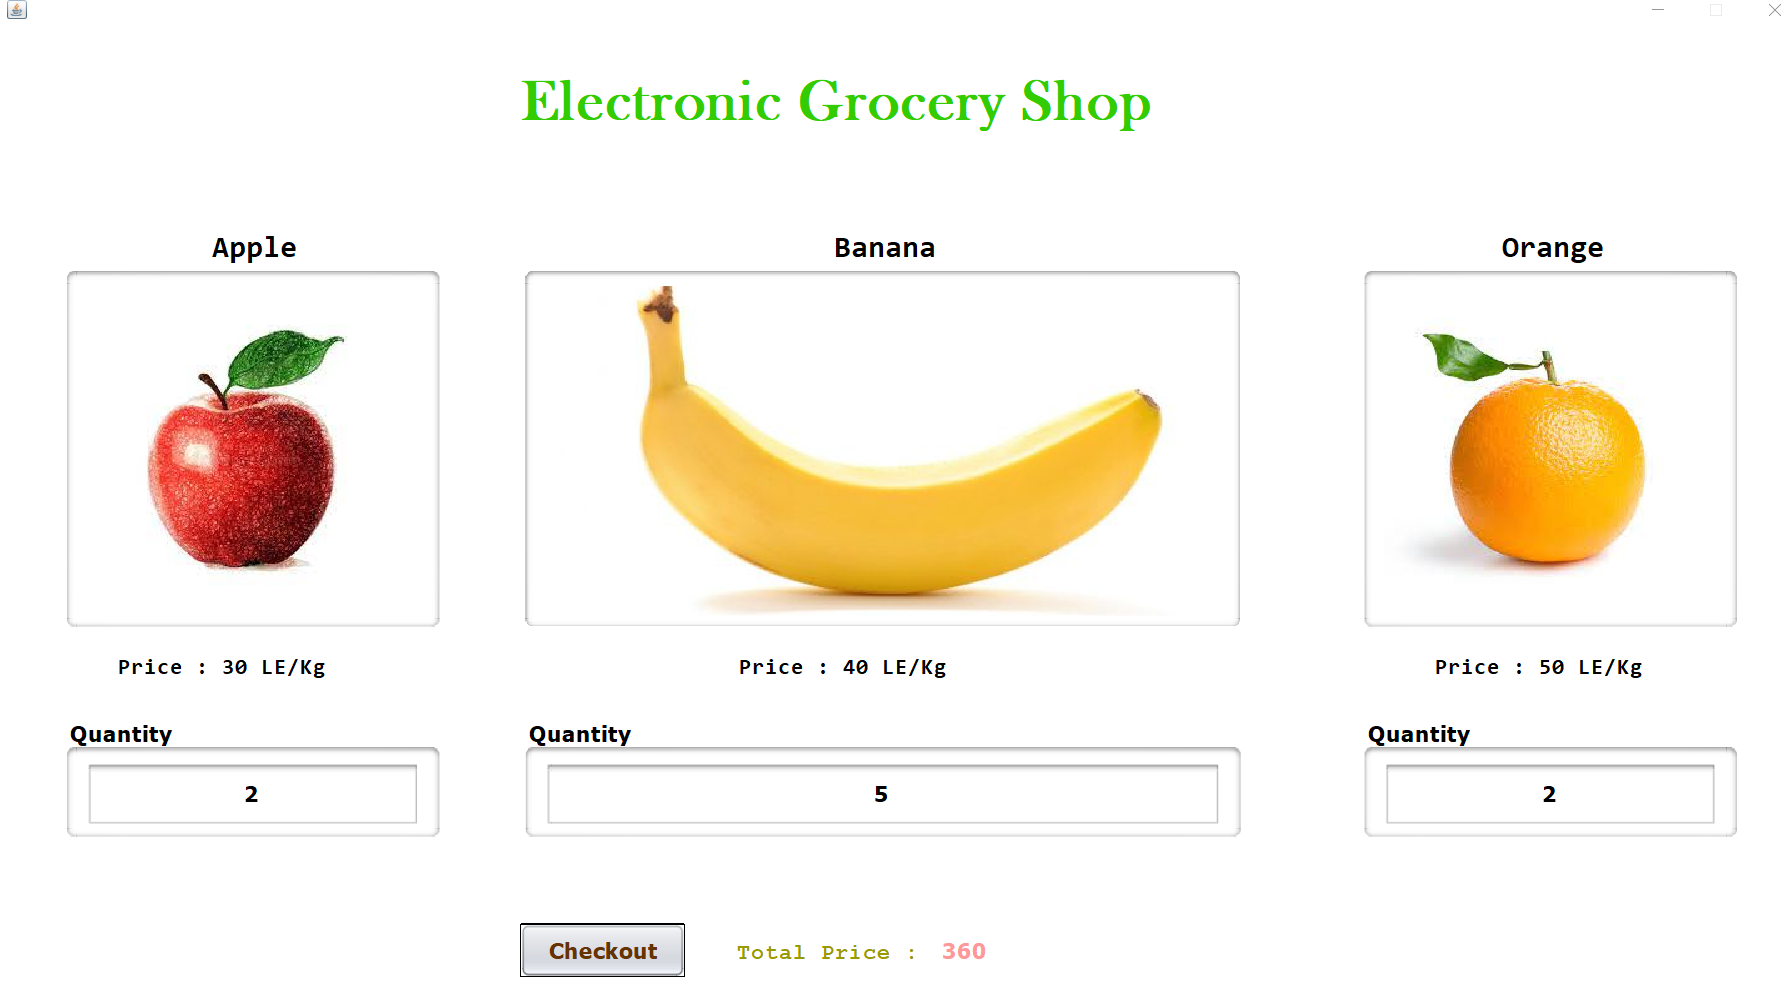 Electronic Grocery Shop
Apple
Banana
Orange
Price : 30 LE/Kg
Price : 40 LE/Kg
Price : 50 LE/Kg
Quantity
Quantity
Quantity
2
5
2
Checkout
Total Price : 360